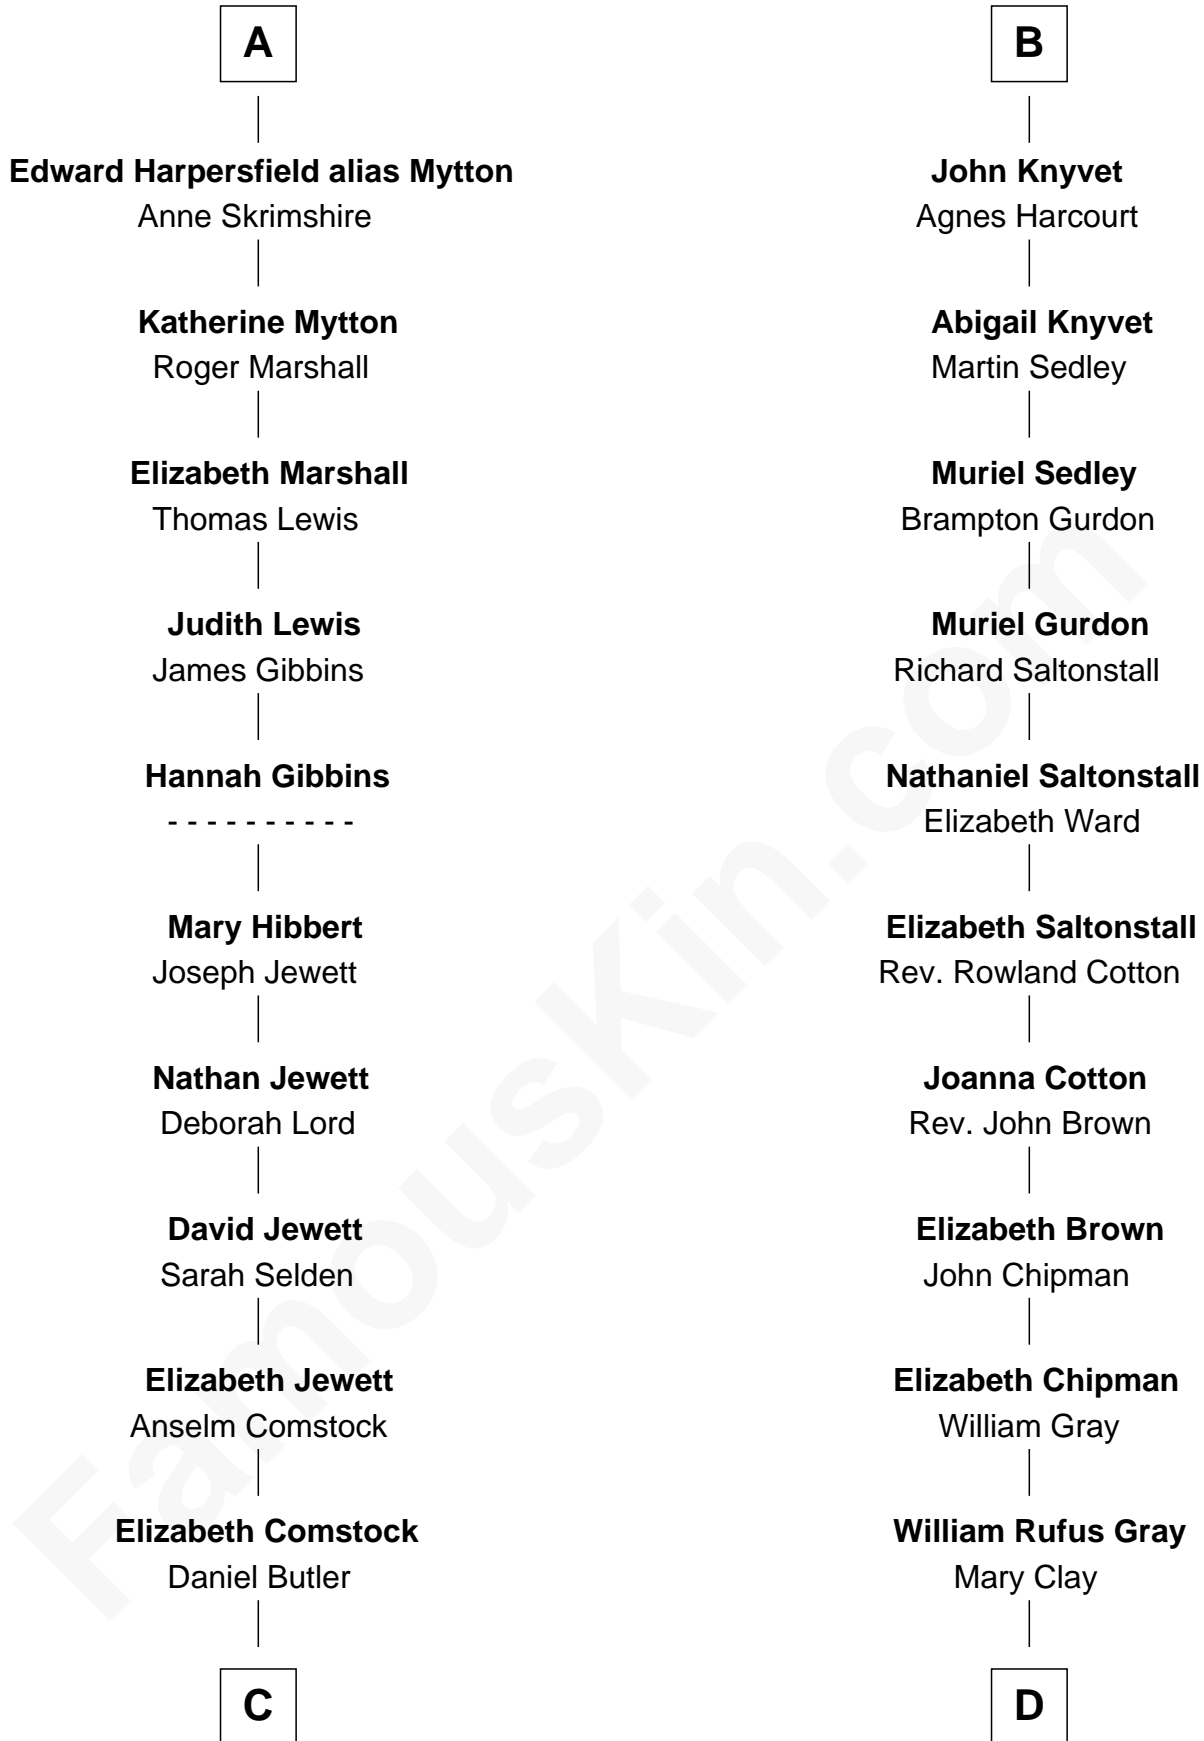 A
Edward Harpersfield alias Mytton
Anne Skrimshire
Katherine Mytton
Roger Marshall
Elizabeth Marshall
Thomas Lewis
Judith Lewis
James Gibbins
Hannah Gibbins
- - - - - - - - - -
Mary Hibbert
Joseph Jewett
Nathan Jewett
Deborah Lord
David Jewett
Sarah Selden
Elizabeth Jewett
Anselm Comstock
Elizabeth Comstock
Daniel Butler
C
B
John Knyvet
Agnes Harcourt
Abigail Knyvet
Martin Sedley
Muriel Sedley
Brampton Gurdon
Muriel Gurdon
Richard Saltonstall
Nathaniel Saltonstall
Elizabeth Ward
Elizabeth Saltonstall
Rev. Rowland Cotton
Joanna Cotton
Rev. John Brown
Elizabeth Brown
John Chipman
Elizabeth Chipman
William Gray
William Rufus Gray
Mary Clay
D
FamousKin.com